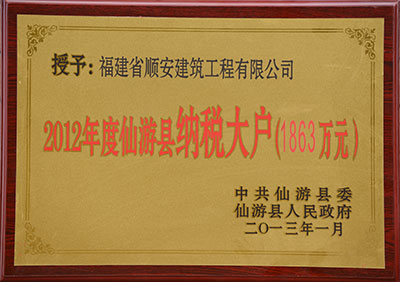 授予:福建省顺安建筑工程有限公司
2012年度仙游县纳税大户(1863万元)
中共仙游县委
仙游县人民政府
二〇一三年一月